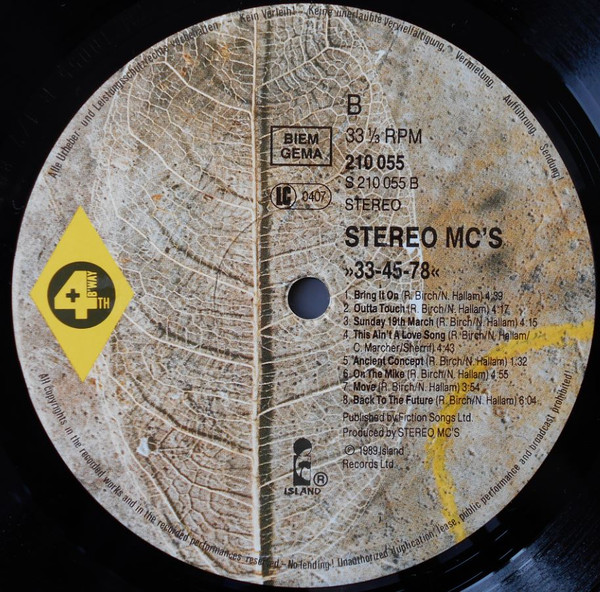 Alle Urheber- und Leistungsschutzrechte vorbehalten. Kein Verleih! Keine unerlaubte Vervielfältigung, Vermietung, Aufführung, Sendung!
B
BIEM
GEMA
33 ⅓ RPM
210 055
S 210 055 B
LC 0407
STEREO
STEREO MC'S
»33-45-78«
4+
B'WAY
TH
1. Bring It On (R. Birch/N. Hallam) 4:39
2. Outta Touch (R. Birch/N. Hallam) 4:17
3. Sunday 19th March (R. Birch/N. Hallam) 4:15
4. This Ain't A Love Song (R. Birch/N. Hallam/
C. Marcher/Sherrif) 4:43
5. Ancient Concept (R. Birch/N. Hallam) 1:32
6. On The Mike (R. Birch/N. Hallam) 4:55
7. Move (R. Birch/N. Hallam) 3:54
8. Back To The Future (R. Birch/N. Hallam) 6:04
Published by Fiction Songs Ltd.
Produced by STEREO MC'S
Ⓟ 1989 Island
Records Ltd.
ISLAND ®
All copyrights in the recorded works and in the recorded performances reserved – No lending! Unauthorized duplication, lease, public performance and broadcast prohibited!